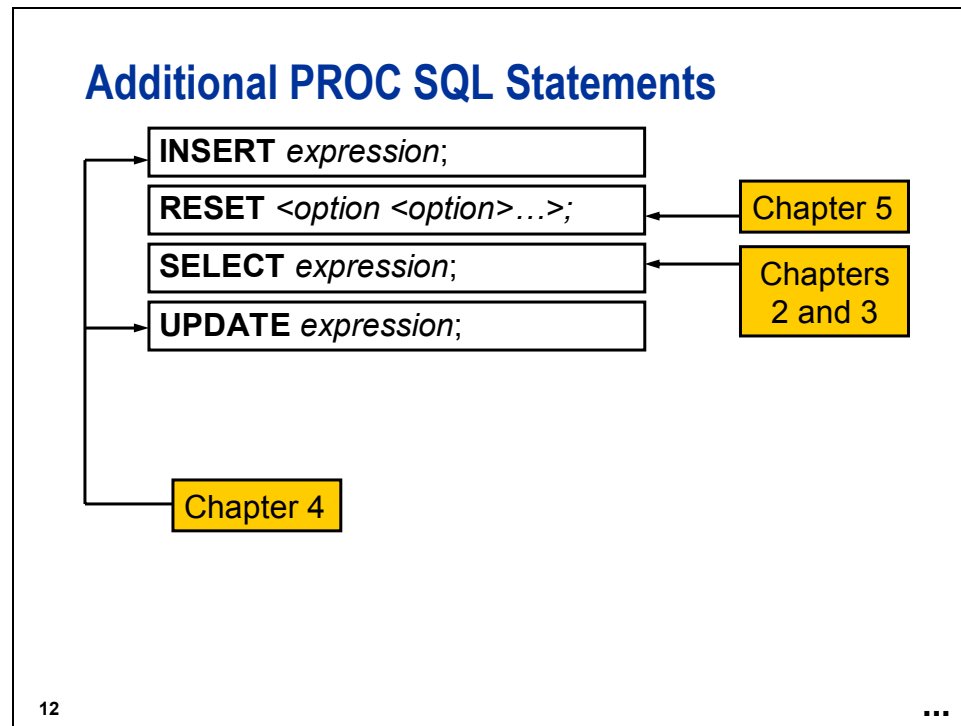 Additional PROC SQL Statements
INSERT expression;
RESET <option <option>…>;
SELECT expression;
UPDATE expression;
Chapter 5
Chapters
2 and 3
Chapter 4
12
...